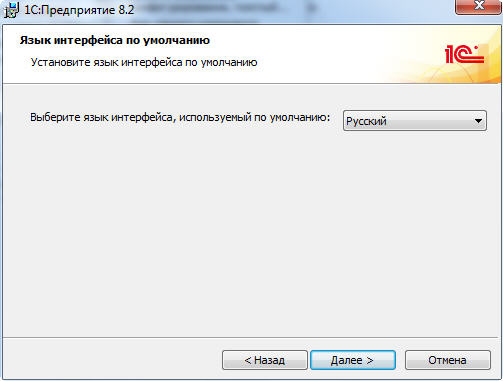 1С:Предприятие 8.2
Язык интерфейса по умолчанию
Установите язык интерфейса по умолчанию
1С
Выберите язык интерфейса, используемый по умолчанию: Русский
< Назад Далее > Отмена